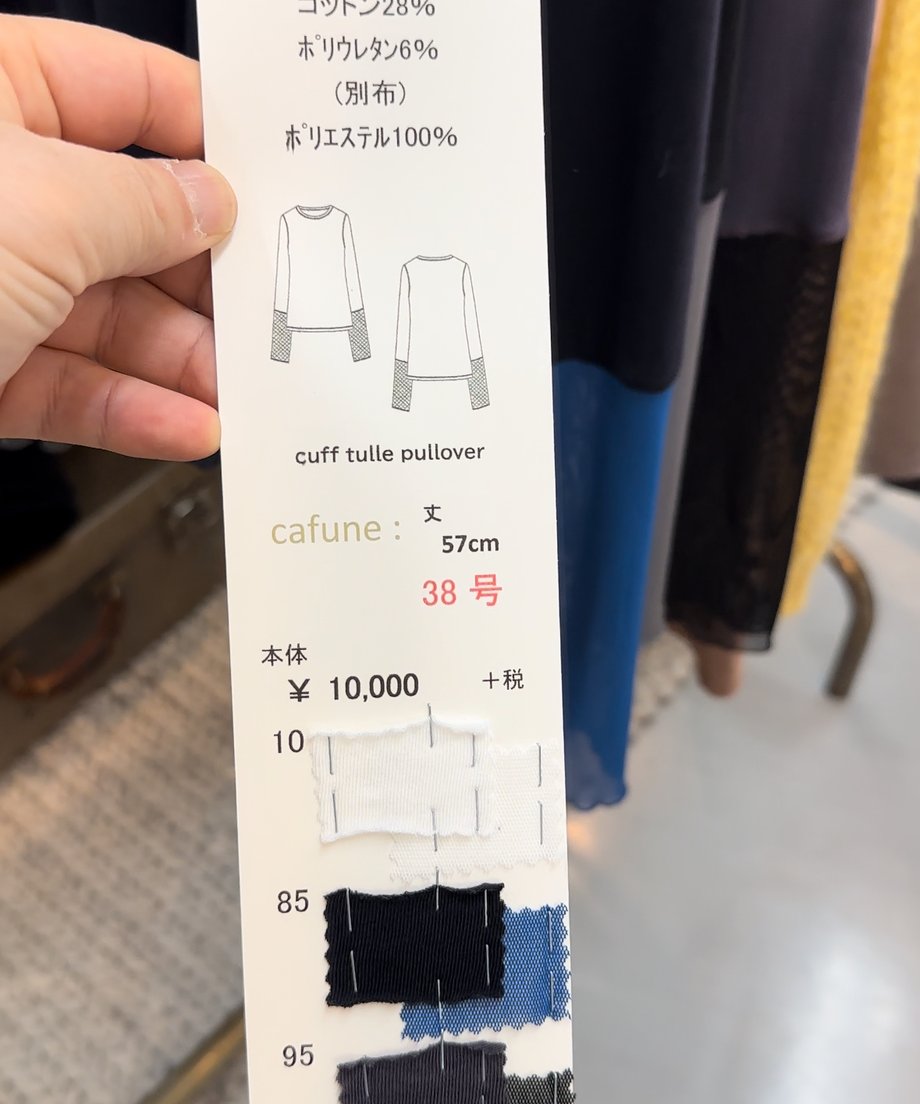 コットン28%
ポリウレタン6%
(別布)
ポリエステル100%
cuff tulle pullover
cafune :
丈
57cm
38 号
本体
¥ 10,000 +税
10
85
95